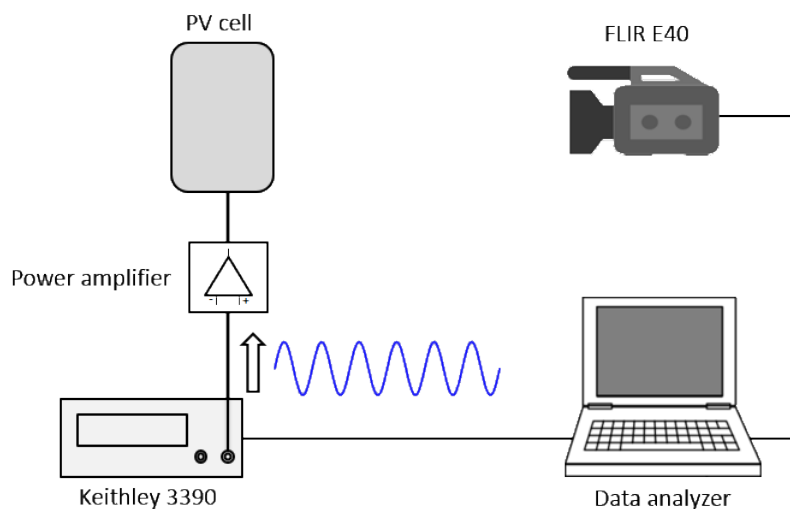 PV cell
FLIR E40
Power amplifier
- +
Keithley 3390
Data analyzer